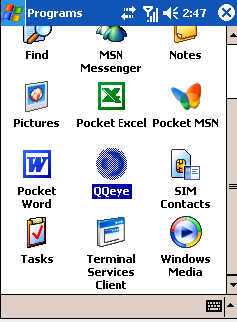 Programs 2:47
Find MSN Messenger Notes
Pictures Pocket Excel Pocket MSN
Pocket Word QQeye SIM Contacts
Tasks Terminal Services Client Windows Media